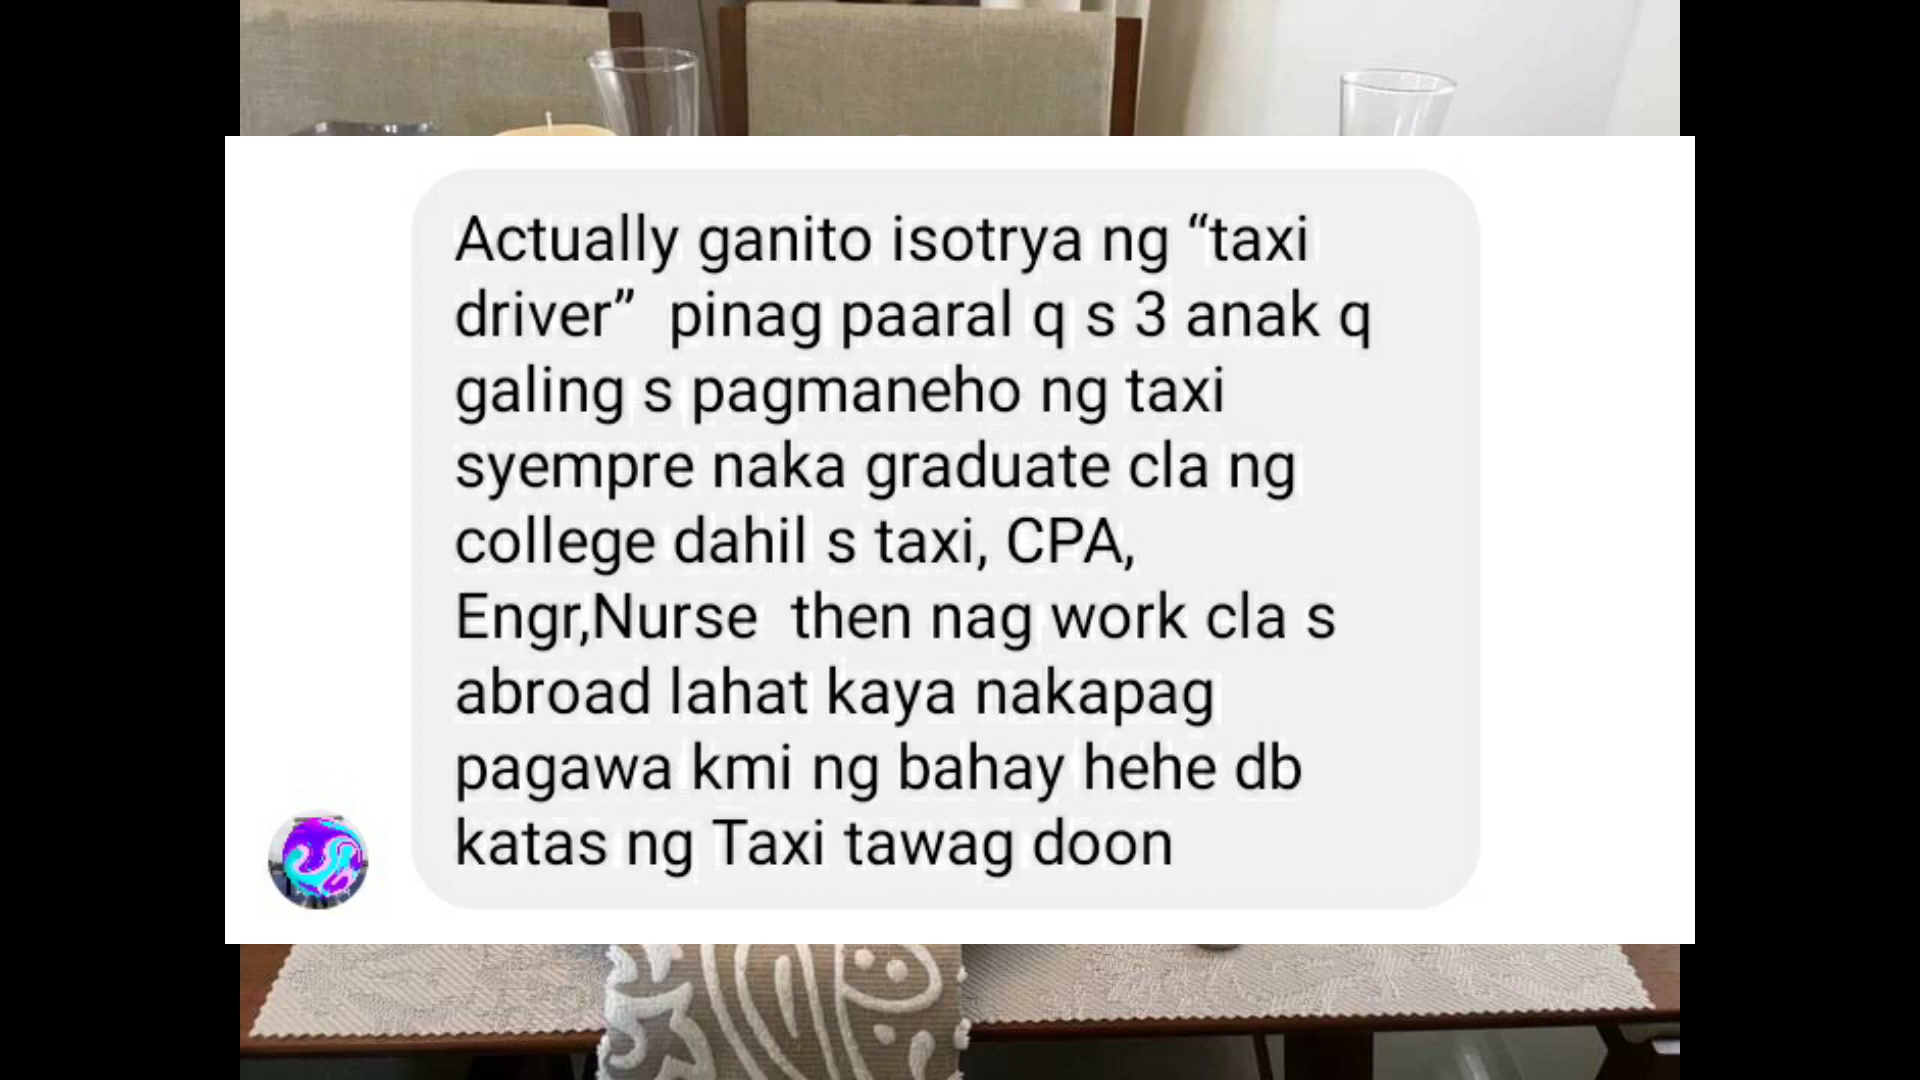 Actually ganito isotrya ng “taxi
driver”  pinag paaral q s 3 anak q
galing s pagmaneho ng taxi
syempre naka graduate cla ng
college dahil s taxi, CPA,
Engr,Nurse  then nag work cla s
abroad lahat kaya nakapag
pagawa kmi ng bahay hehe db
katas ng Taxi tawag doon